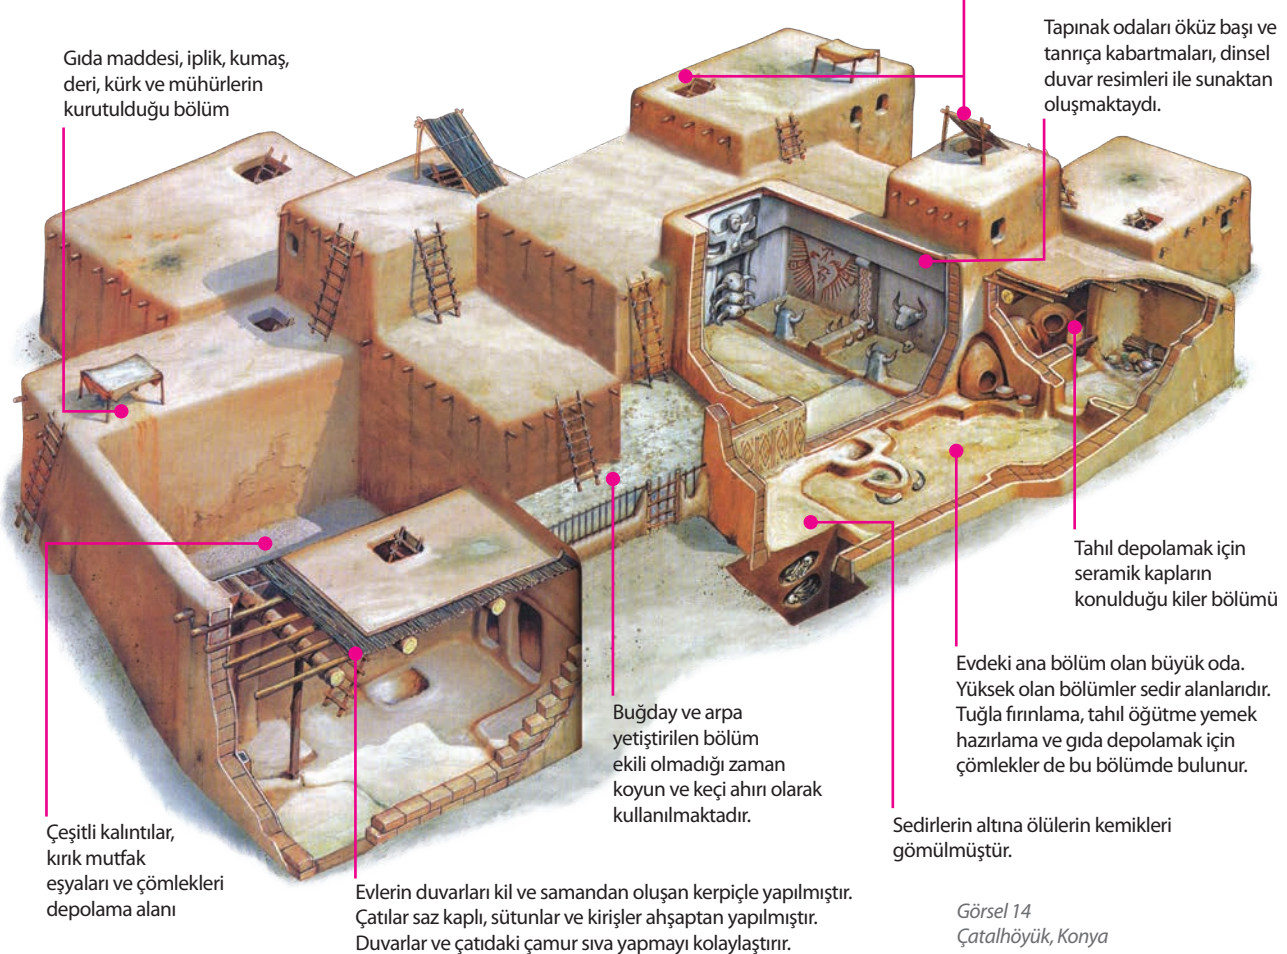 Gıda maddesi, iplik, kumaş,
deri, kürk ve mühürlerin
kurutulduğu bölüm
Tapınak odaları öküz başı ve
tanrıça kabartmaları, dinsel
duvar resimleri ile sunaktan
oluşmaktaydı.
Tahıl depolamak için
seramik kapların
konulduğu kiler bölümü
Evdeki ana bölüm olan büyük oda.
Yüksek olan bölümler sedir alanlarıdır.
Tuğla fırınlama, tahıl öğütme yemek
hazırlama ve gıda depolamak için
çömlekler de bu bölümde bulunur.
Buğday ve arpa
yetiştirilen bölüm
ekili olmadığı zaman
koyun ve keçi ahırı olarak
kullanılmaktadır.
Sedirlerin altına ölülerin kemikleri
gömülmüştür.
Çeşitli kalıntılar,
kırık mutfak
eşyaları ve çömlekleri
depolama alanı
Evlerin duvarları kil ve samandan oluşan kerpiçle yapılmıştır.
Çatılar saz kaplı, sütunlar ve kirişler ahşaptan yapılmıştır.
Duvarlar ve çatıdaki çamur sıva yapmayı kolaylaştırır.
Görsel 14
Çatalhöyük, Konya